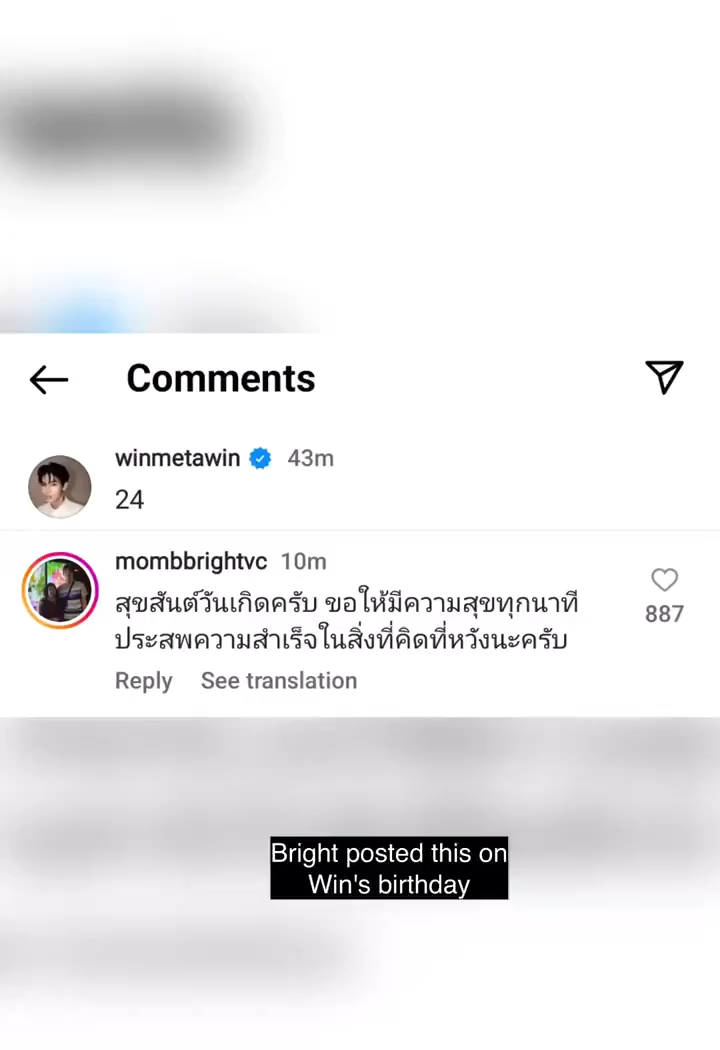 Comments
winmetawin 43m
24
mombbrightvc 10m
สุขสันต์วันเกิดครับ ขอให้มีความสุขทุกนาที
ประสพความสำเร็จในสิ่งที่คิดที่หวังนะครับ
887
Reply See translation
Bright posted this on
Win's birthday